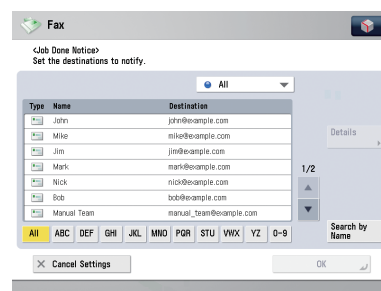 Fax
<Job Done Notice>
Set the destinations to notify.
All
Type Name Destination
John john@example.com
Mike mike@example.com
Jim jim@example.com
Mark mark@example.com
Nick nick@example.com
Bob bob@example.com
Manual Team manual_team@example.com
Details
1/2
All ABC DEF GHI JKL MNO PQR STU VWX YZ 0-9
Search by
Name
Cancel Settings
OK